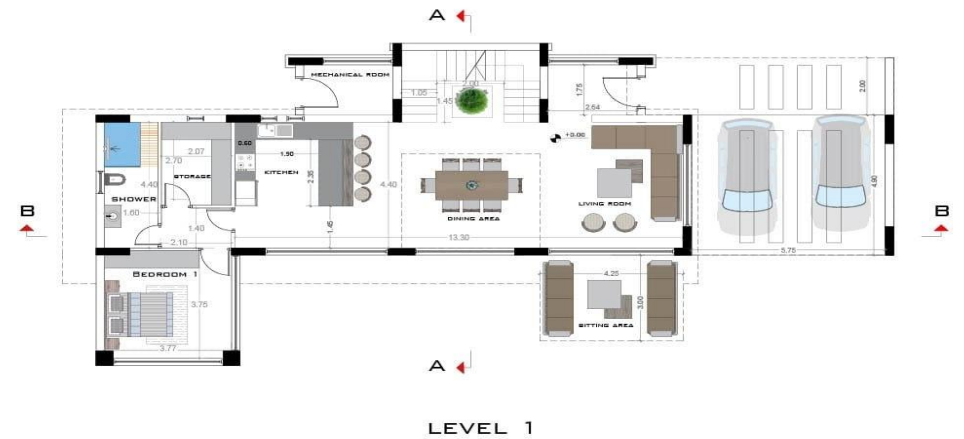 A
MECHANICAL ROOM
1.05
2.00
1.45
1.75
2.64
2.00
+0.00
0.60
1.90
2.07
2.70
STORAGE
KITCHEN
2.35
4.40
4.40
SHOWER
1.60
DINING AREA
LIVING ROOM
4.90
B
B
1.40
2.10
1.45
13.30
5.75
BEDROOM 1
3.75
3.77
4.25
3.00
SITTING AREA
A
LEVEL 1